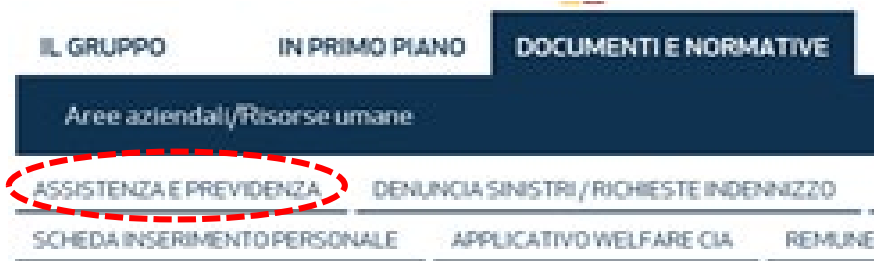 IL GRUPPO IN PRIMO PIANO DOCUMENTI E NORMATIVE
Aree aziendali/Risorse umane
ASSISTENZA E PREVIDENZA DENUNCIA SINISTRI / RICHIESTE INDENNIZZO
SCHEDA INSERIMENTO PERSONALE APPLICATIVO WELFARE CIA REMUNE